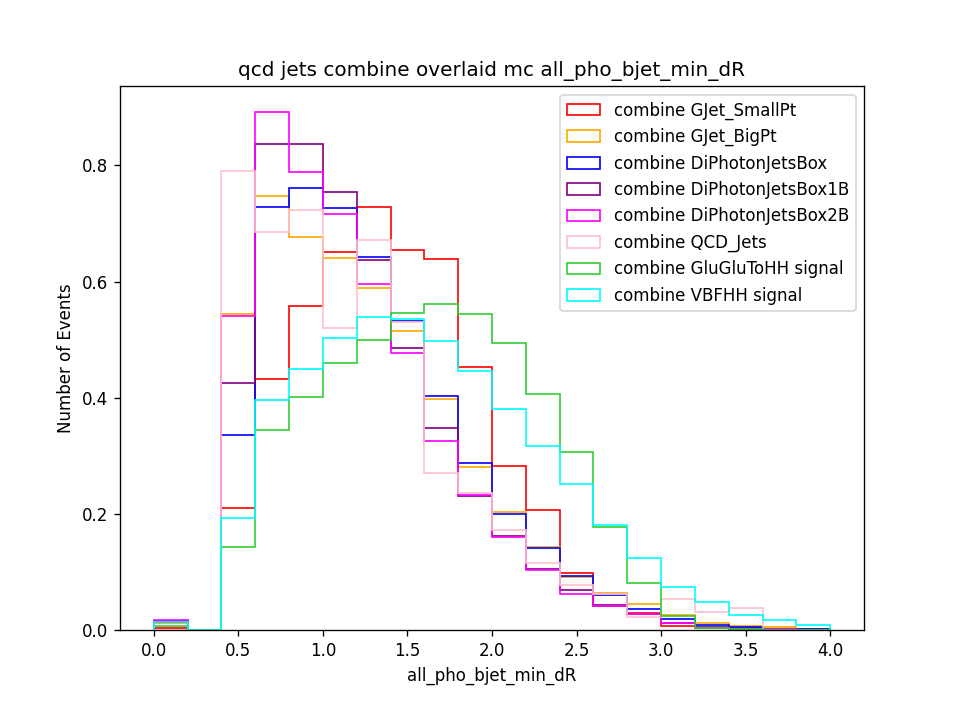 qcd jets combine overlaid mc all_pho_bjet_min_dR
combine GJet_SmallPt
combine GJet_BigPt
combine DiPhotonJetsBox
combine DiPhotonJetsBox1B
combine DiPhotonJetsBox2B
combine QCD_Jets
combine GluGluToHH signal
combine VBFHH signal
Number of Events
0.8
0.6
0.4
0.2
0.0
0.0 0.5 1.0 1.5 2.0 2.5 3.0 3.5 4.0
all_pho_bjet_min_dR